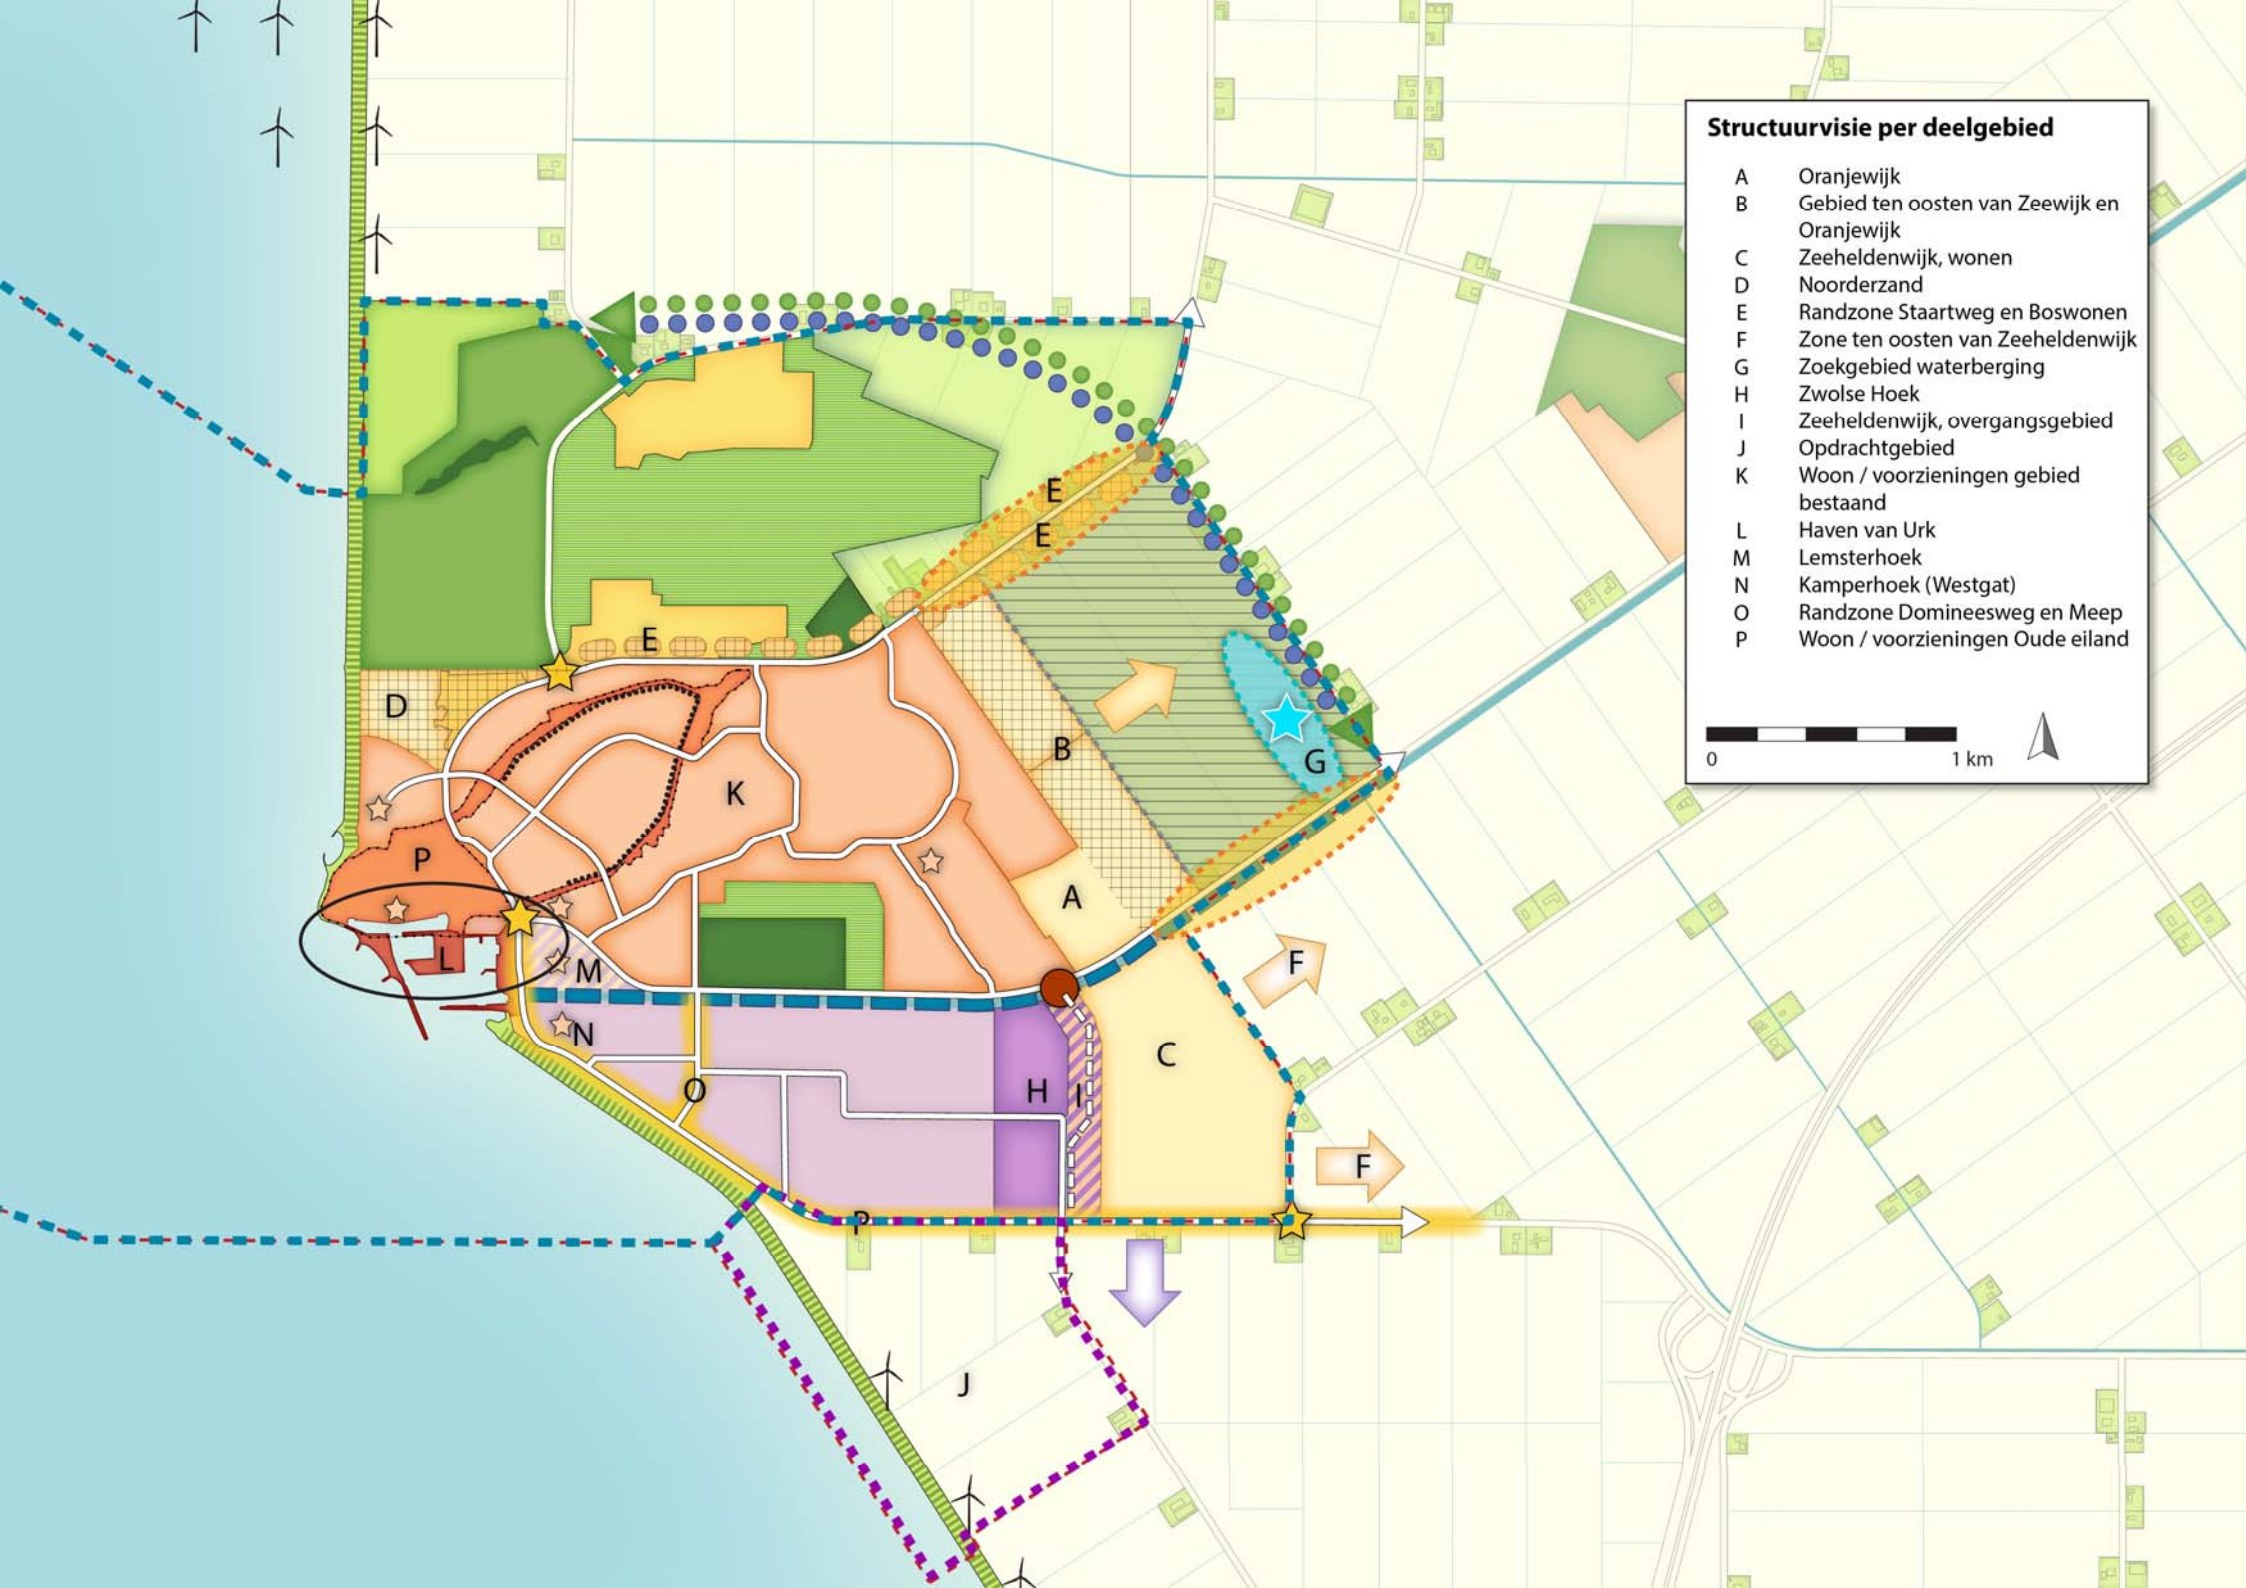 Structuurvisie per deelgebied
A Oranjewijk
B Gebied ten oosten van Zeewijk en
Oranjewijk
C Zeeheldenwijk, wonen
D Noorderzand
E Randzone Staartweg en Boswonen
F Zone ten oosten van Zeeheldenwijk
G Zoekgebied waterberging
H Zwolse Hoek
I Zeeheldenwijk, overgangsgebied
J Opdrachtgebied
K Woon / voorzieningen gebied
bestaand
L Haven van Urk
M Lemsterhoek
N Kamperhoek (Westgat)
O Randzone Domineesweg en Meep
P Woon / voorzieningen Oude eiland
0 1 km
E
E
E
D
B
G
K
P
A
L
M
F
N
C
O
H
I
F
P
J